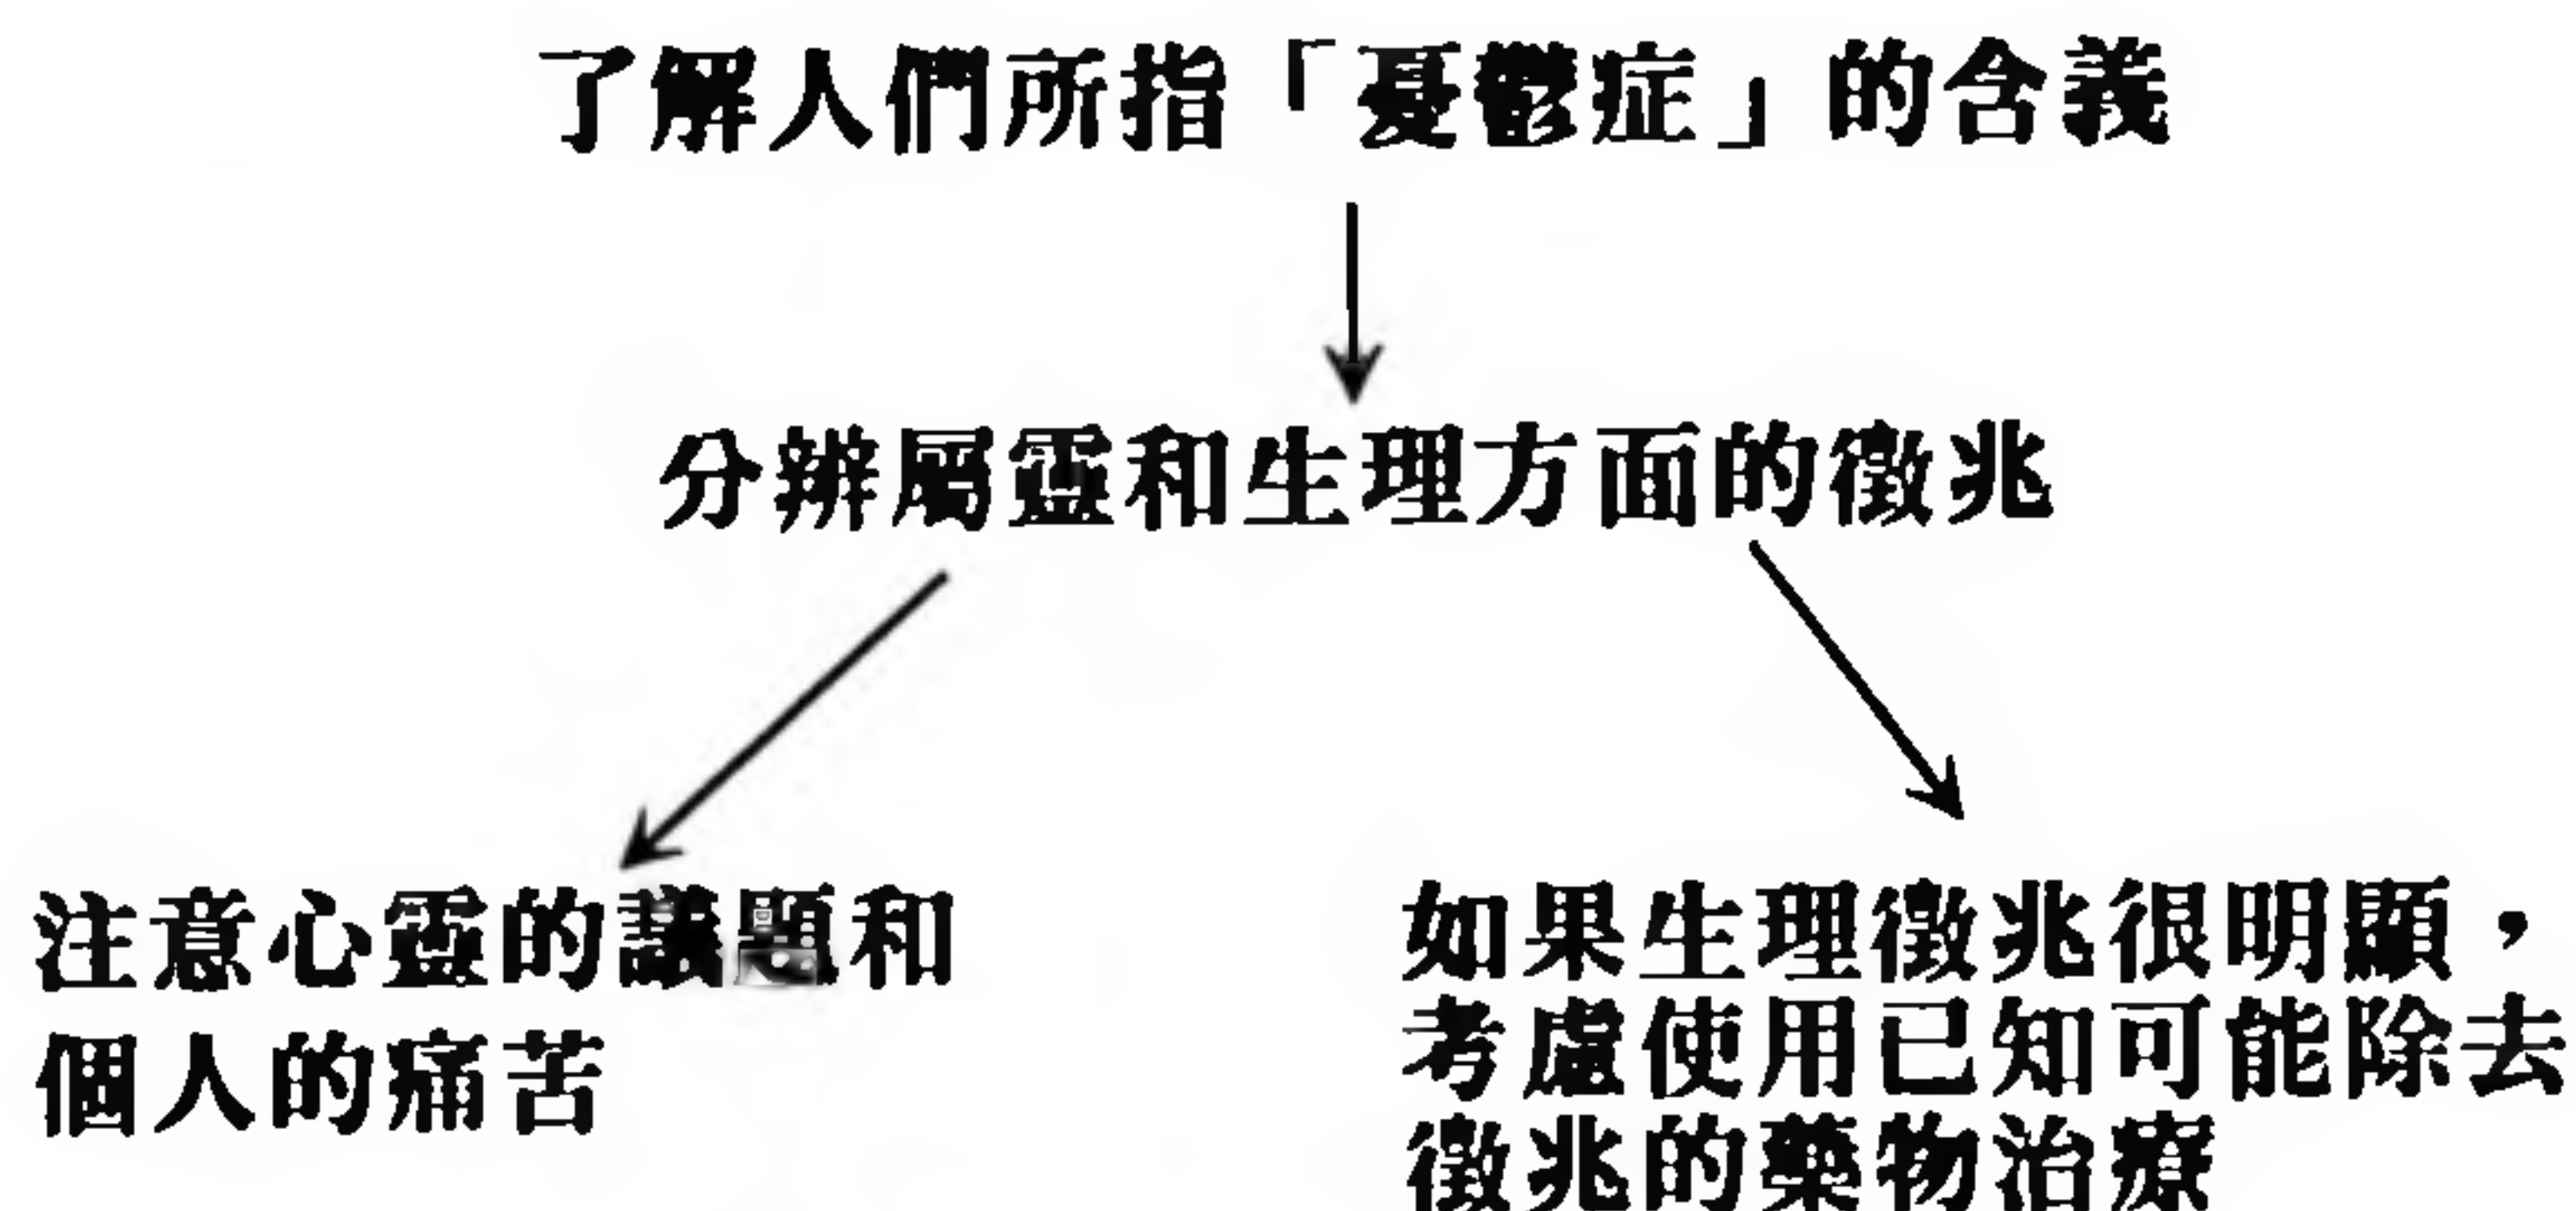 了解人們所指「憂鬱症」的含義
分辨屬靈和生理方面的徵兆
注意心靈的議題和
個人的痛苦
如果生理徵兆很明顯，
考慮使用已知可能除去
徵兆的藥物治療